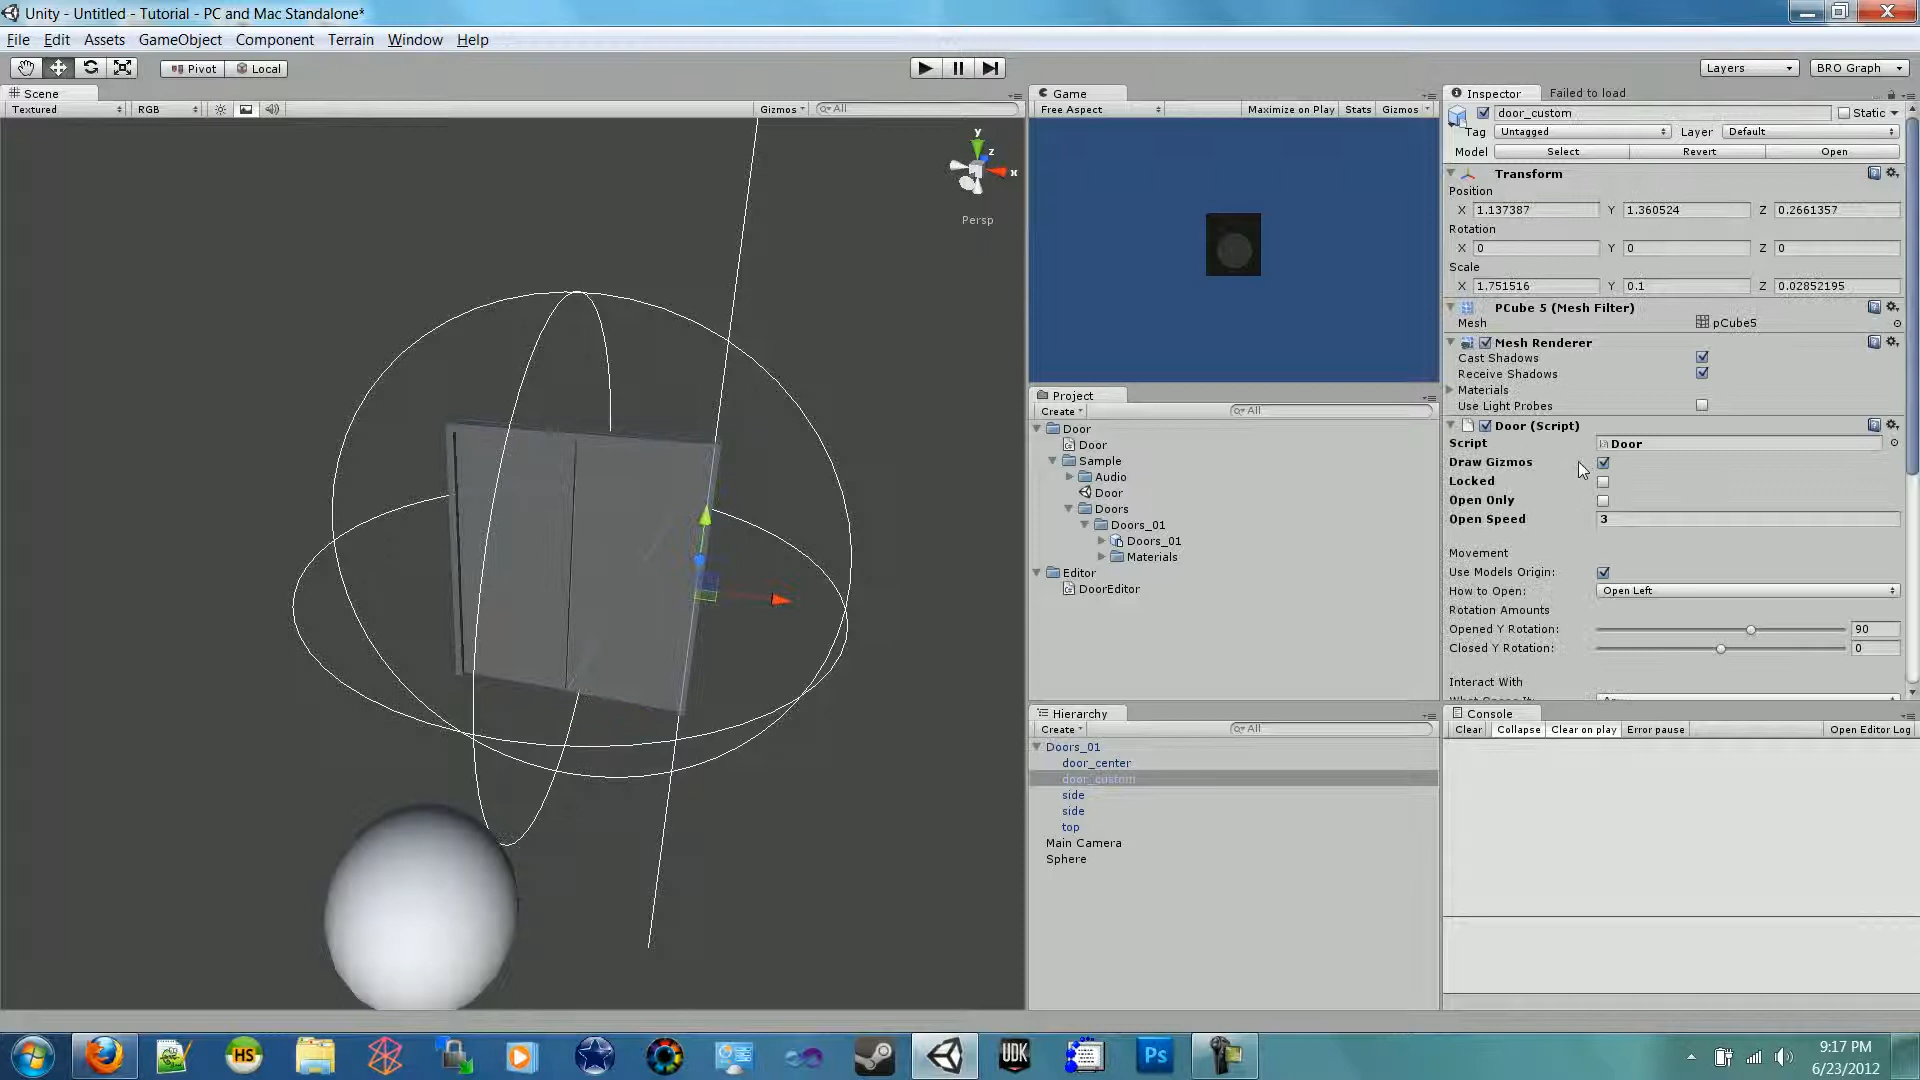 Unity - Untitled - Tutorial - PC and Mac Standalone*
File Edit Assets GameObject Component Terrain Window Help
Pivot Local Layers BRO Graph
Scene
Textured RGB Gizmos All
y
z
x
Persp
Game
Free Aspect Maximize on Play Stats Gizmos
Project
Create All
Door
Door
Sample
Audio
Door
Doors
Doors_01
Doors_01
Materials
Editor
DoorEditor
Hierarchy
Create All
Doors_01
door_center
door_custom
side
side
top
Main Camera
Sphere
Inspector Failed to load
door_custom Static
Tag Untagged Layer Default
Model Select Revert Open
Transform
Position
X 1.137387 Y 1.360524 Z 0.2661357
Rotation
X 0 Y 0 Z 0
Scale
X 1.751516 Y 0.1 Z 0.02852195
PCube 5 (Mesh Filter)
Mesh pCube5
Mesh Renderer
Cast Shadows
Receive Shadows
Materials
Use Light Probes
Door (Script)
Script Door
Draw Gizmos
Locked
Open Only
Open Speed 3
Movement
Use Models Origin:
How to Open: Open Left
Rotation Amounts
Opened Y Rotation: 90
Closed Y Rotation: 0
Interact With
Console
Clear Collapse Clear on play Error pause Open Editor Log
HS
UDK
Ps
9:17 PM
6/23/2012